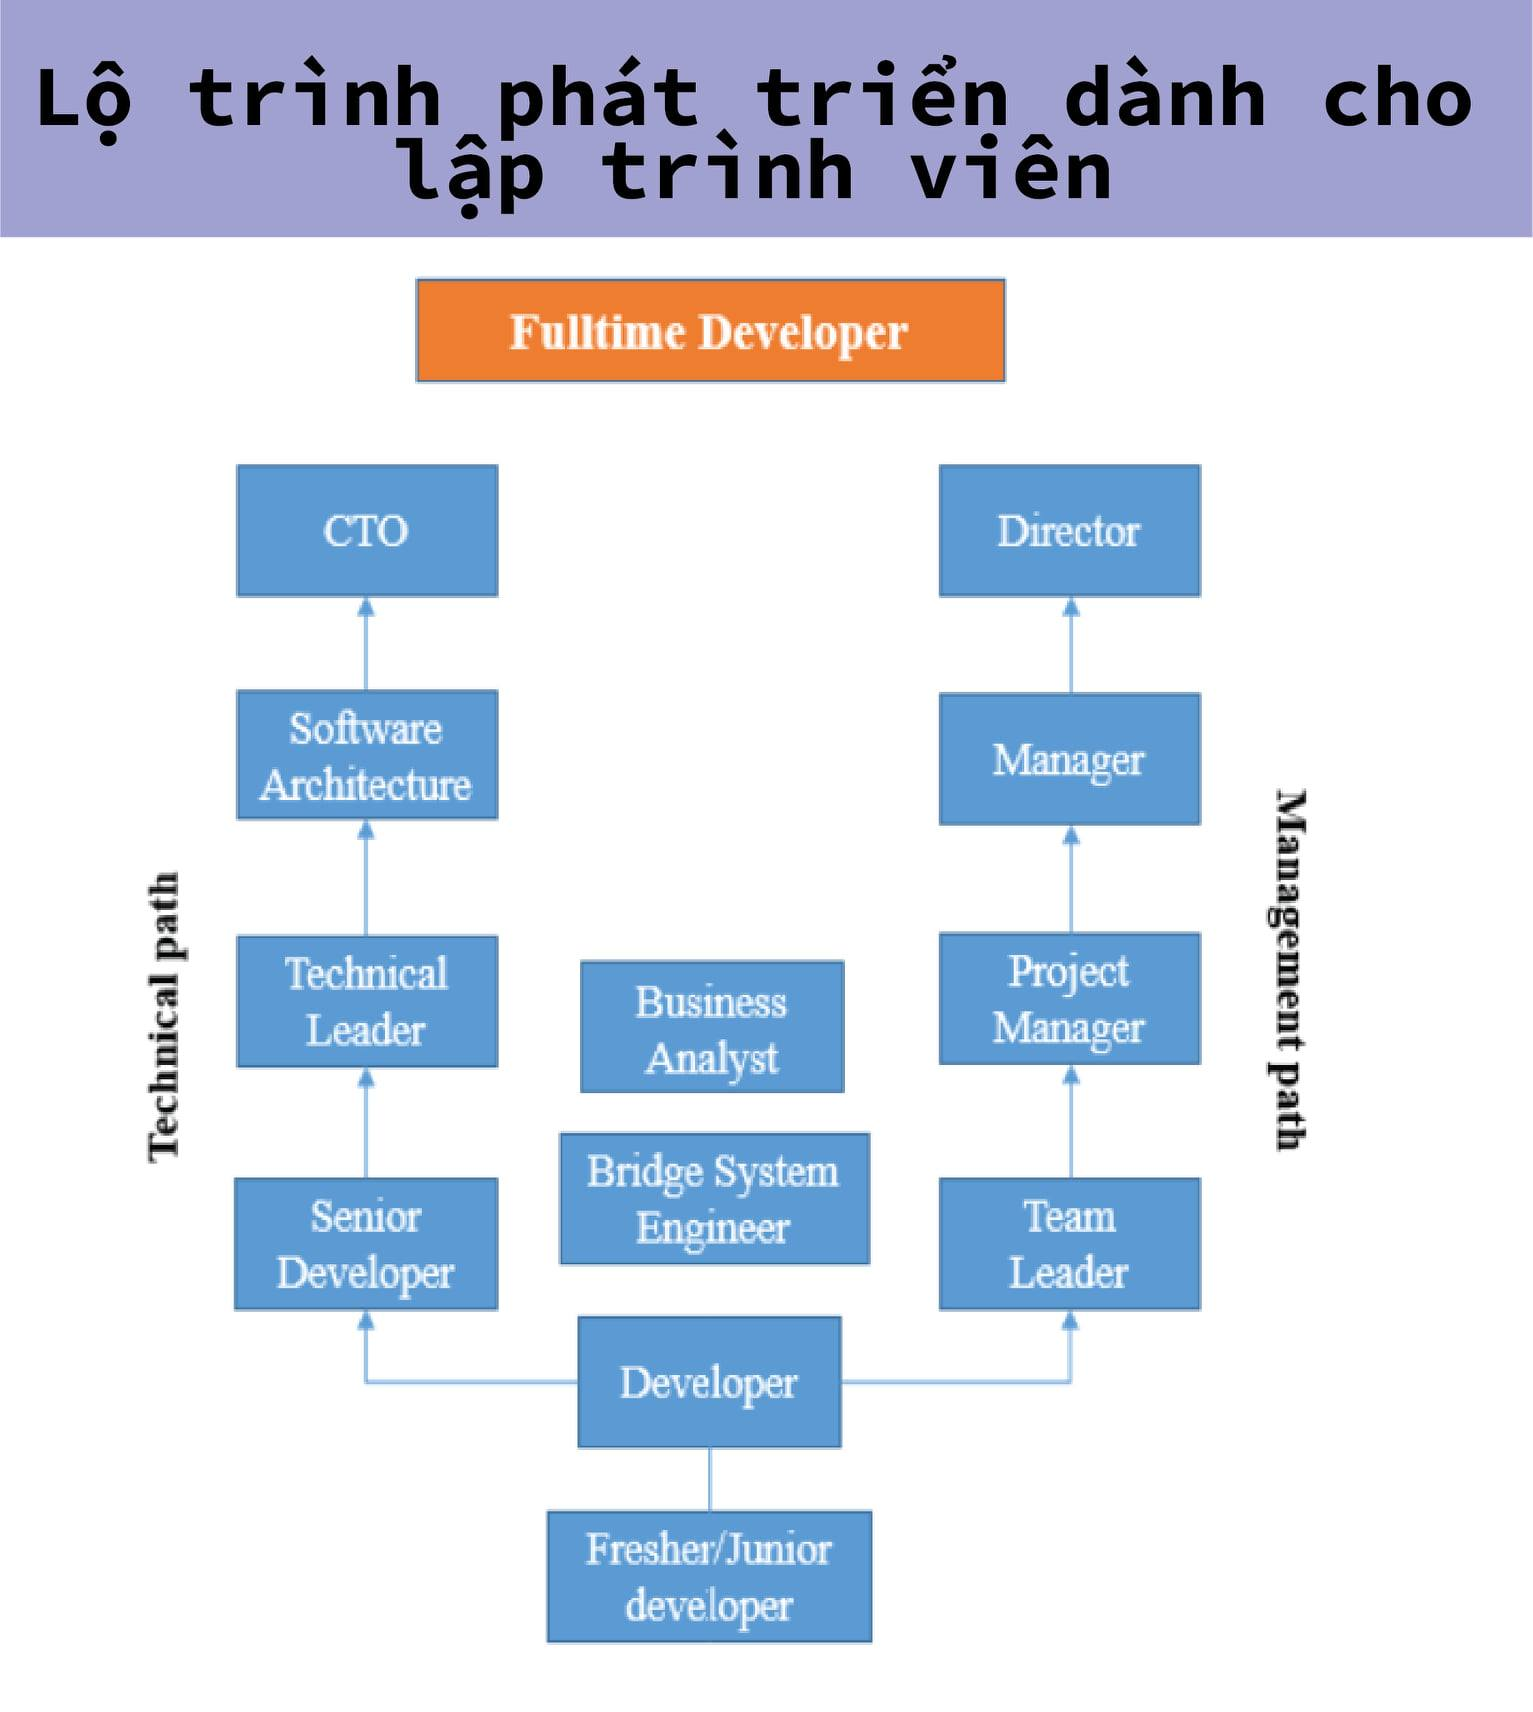 Lộ trình phát triển dành cho
lập trình viên
Fulltime Developer
CTO
Director
Software
Architecture
Manager
Technical path
Management path
Technical
Leader
Business
Analyst
Project
Manager
Senior
Developer
Bridge System
Engineer
Team
Leader
Developer
Fresher/Junior
developer